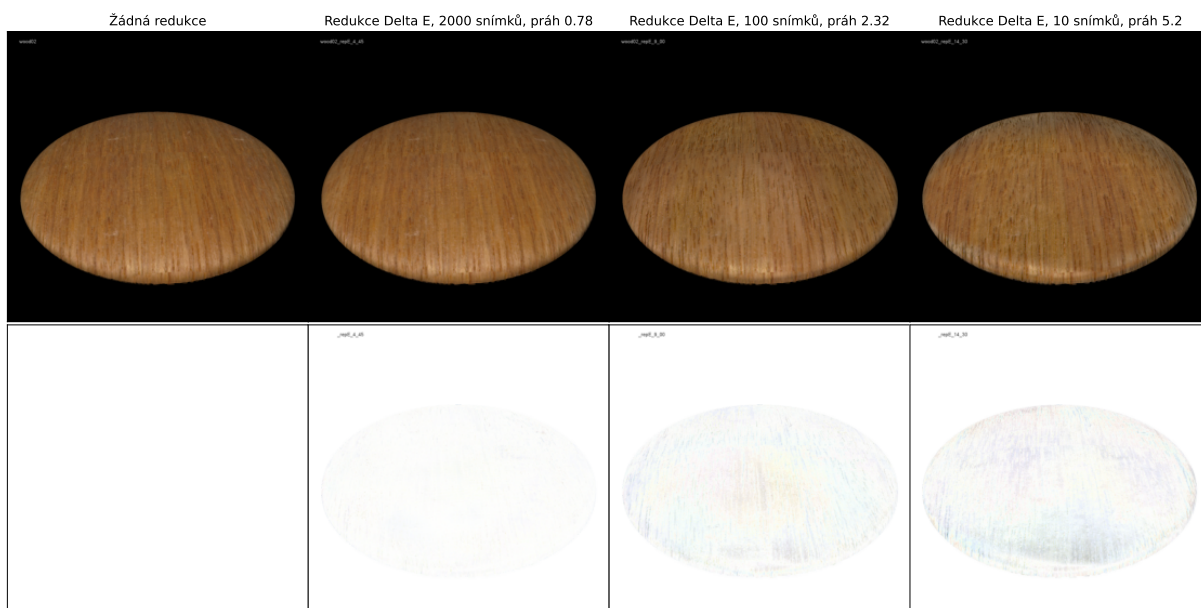 Žádná redukce
Redukce Delta E, 2000 snímků, práh 0.78
Redukce Delta E, 100 snímků, práh 2.32
Redukce Delta E, 10 snímků, práh 5.2
wood02